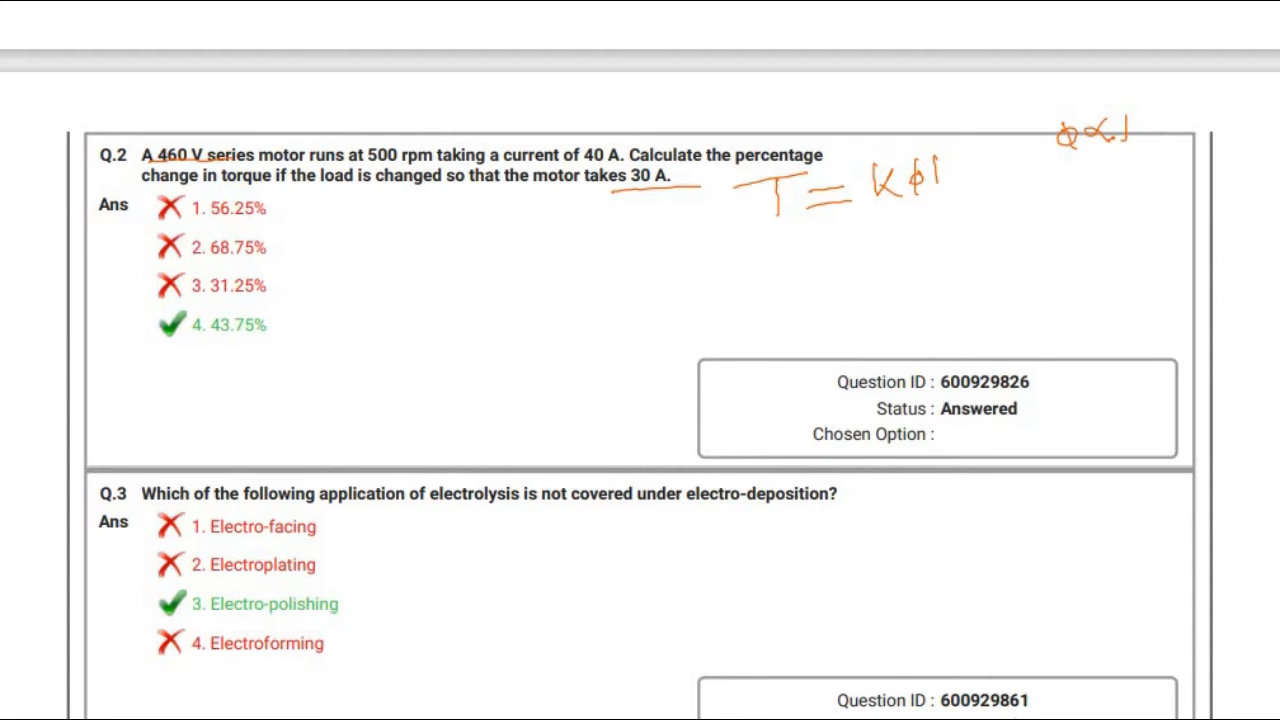 Q.2 A 460 V series motor runs at 500 rpm taking a current of 40 A. Calculate the percentage
change in torque if the load is changed so that the motor takes 30 A.
Φ∝I
T = KΦI
Ans 1. 56.25%
2. 68.75%
3. 31.25%
4. 43.75%
Question ID : 600929826
Status : Answered
Chosen Option :
Q.3 Which of the following application of electrolysis is not covered under electro-deposition?
Ans 1. Electro-facing
2. Electroplating
3. Electro-polishing
4. Electroforming
Question ID : 600929861